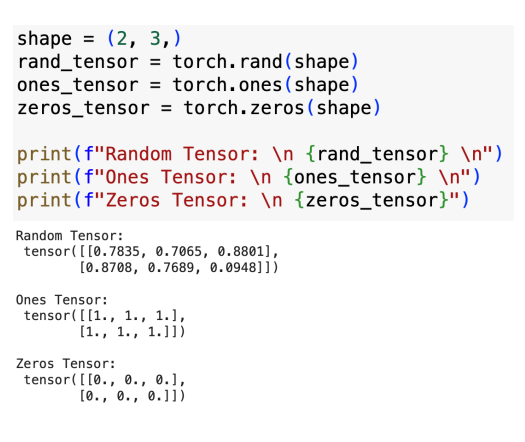 shape = (2, 3,)
rand_tensor = torch.rand(shape)
ones_tensor = torch.ones(shape)
zeros_tensor = torch.zeros(shape)

print(f"Random Tensor: \n {rand_tensor} \n")
print(f"Ones Tensor: \n {ones_tensor} \n")
print(f"Zeros Tensor: \n {zeros_tensor}")

Random Tensor:
 tensor([[0.7835, 0.7065, 0.8801],
        [0.8708, 0.7689, 0.0948]])

Ones Tensor:
 tensor([[1., 1., 1.],
        [1., 1., 1.]])

Zeros Tensor:
 tensor([[0., 0., 0.],
        [0., 0., 0.]])